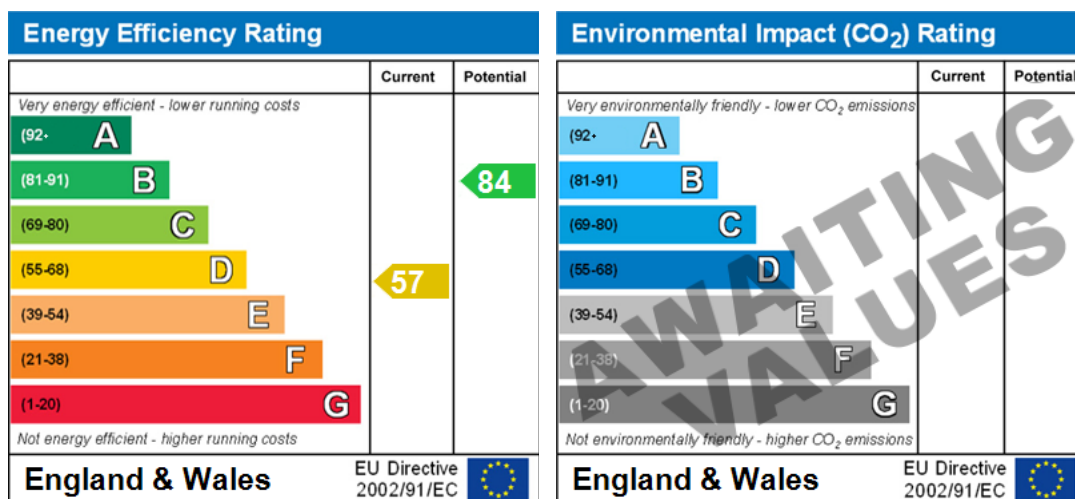 Energy Efficiency Rating
Current Potential
Very energy efficient - lower running costs
(92+ A
(81-91) B
84
(69-80) C
(55-68) D
57
(39-54) E
(21-38) F
(1-20) G
Not energy efficient - higher running costs
England & Wales
EU Directive
2002/91/EC
Environmental Impact (CO₂) Rating
Current Potential
Very environmentally friendly - lower CO₂ emissions
(92+ A
(81-91) B
(69-80) C
(55-68) D
(39-54) E
(21-38) F
(1-20) G
AWAITING
VALUES
Not environmentally friendly - higher CO₂ emissions
England & Wales
EU Directive
2002/91/EC